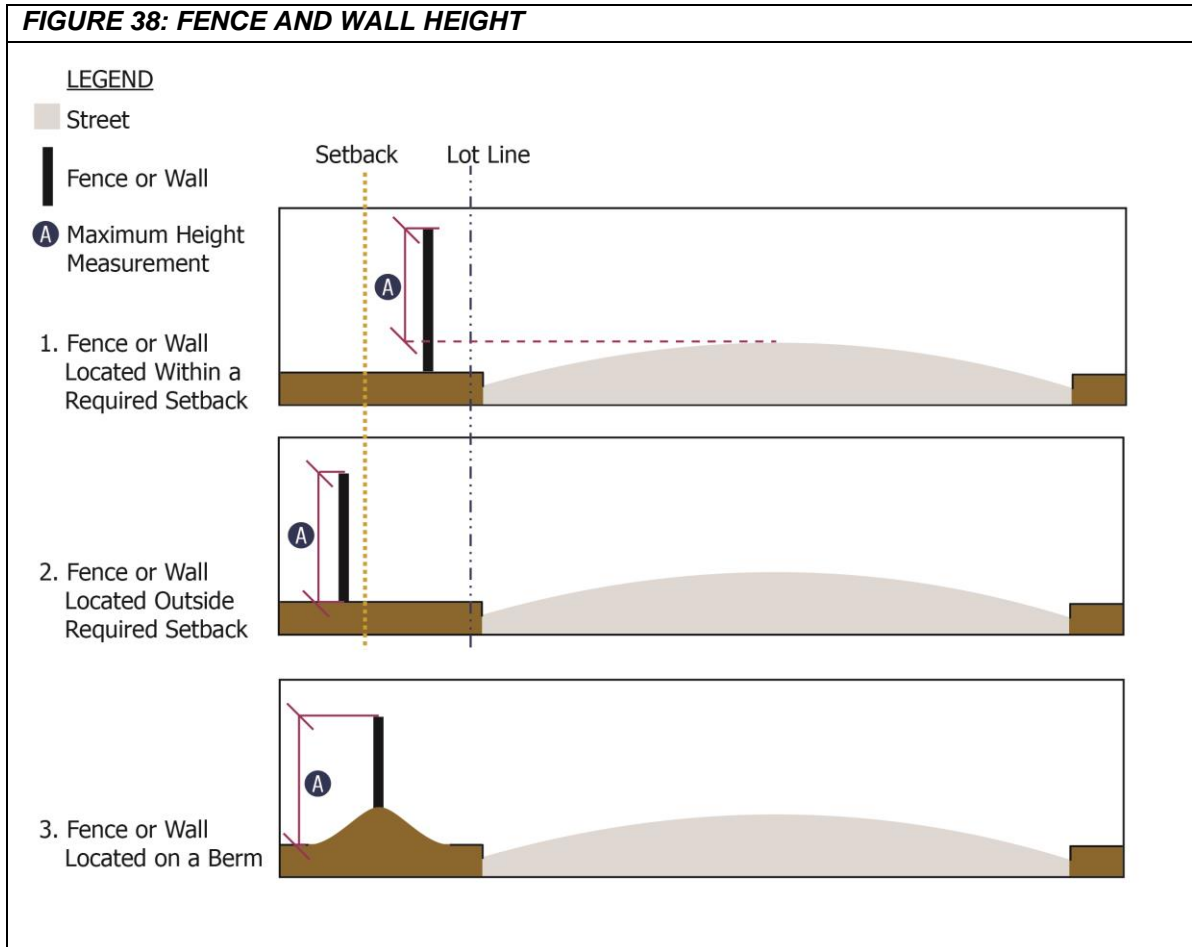 FIGURE 38: FENCE AND WALL HEIGHT
LEGEND
Street
Fence or Wall
A Maximum Height
Measurement
Setback
Lot Line
1. Fence or Wall
Located Within a
Required Setback
A
2. Fence or Wall
Located Outside
Required Setback
A
3. Fence or Wall
Located on a Berm
A